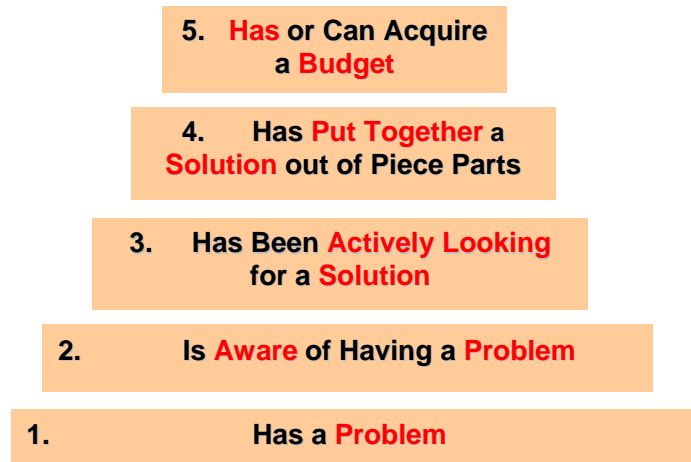 5. Has or Can Acquire
a Budget
4. Has Put Together a
Solution out of Piece Parts
3. Has Been Actively Looking
for a Solution
2. Is Aware of Having a Problem
1. Has a Problem